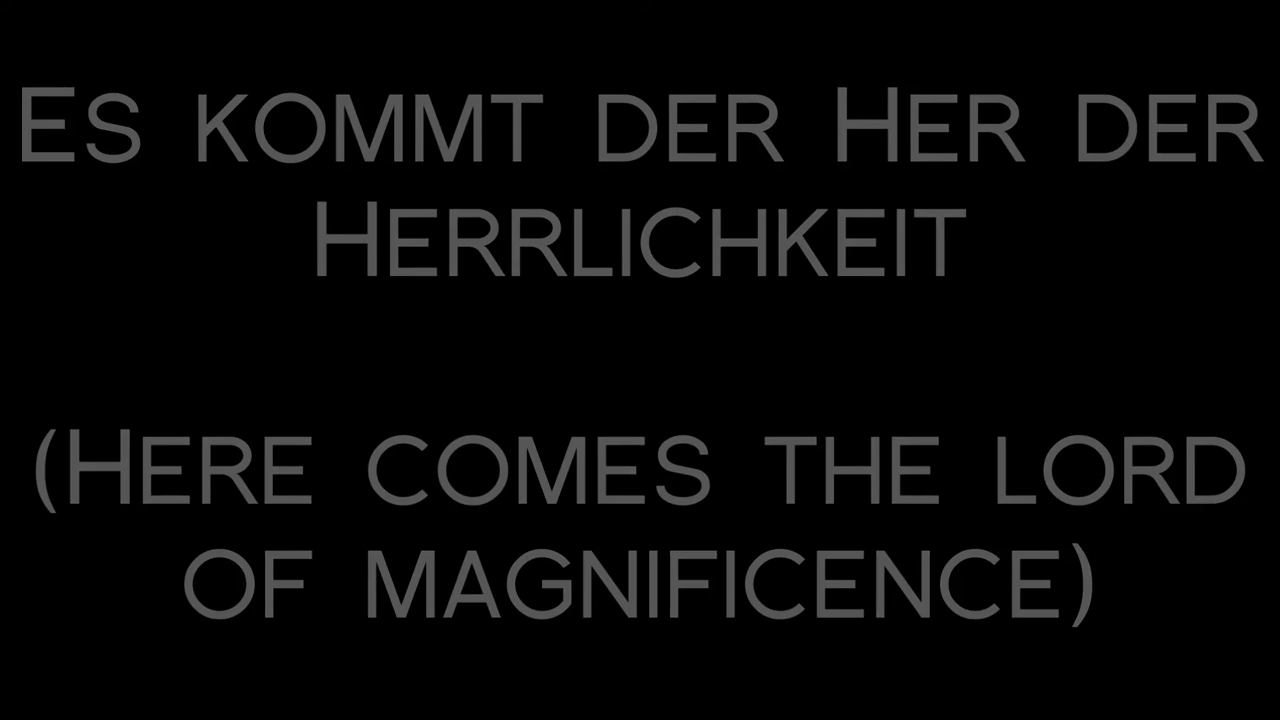 Es kommt der Her der
Herrlichkeit
(Here comes the lord
of magnificence)